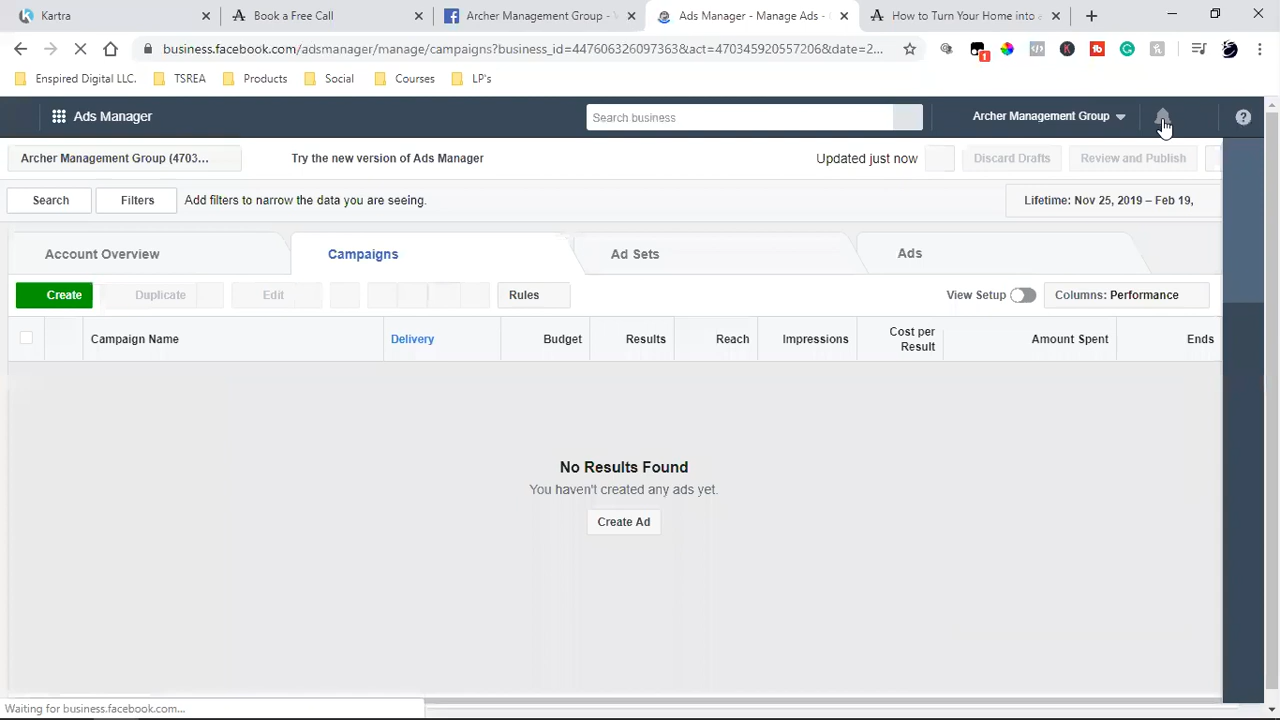 Kartra
Book a Free Call
Archer Management Group -
Ads Manager - Manage Ads -
How to Turn Your Home into a
business.facebook.com/adsmanager/manage/campaigns?business_id=447606326097363&act=470345920557206&date=2...
1
Enspired Digital LLC.
TSREA
Products
Social
Courses
LP's
Ads Manager
Search business
Archer Management Group
Archer Management Group (4703...
Try the new version of Ads Manager
Updated just now
Discard Drafts
Review and Publish
Search
Filters
Add filters to narrow the data you are seeing.
Lifetime: Nov 25, 2019 – Feb 19,
Account Overview
Campaigns
Ad Sets
Ads
Create
Duplicate
Edit
Rules
View Setup
Columns: Performance
Campaign Name
Delivery
Budget
Results
Reach
Impressions
Cost per
Result
Amount Spent
Ends
No Results Found
You haven't created any ads yet.
Create Ad
Waiting for business.facebook.com...